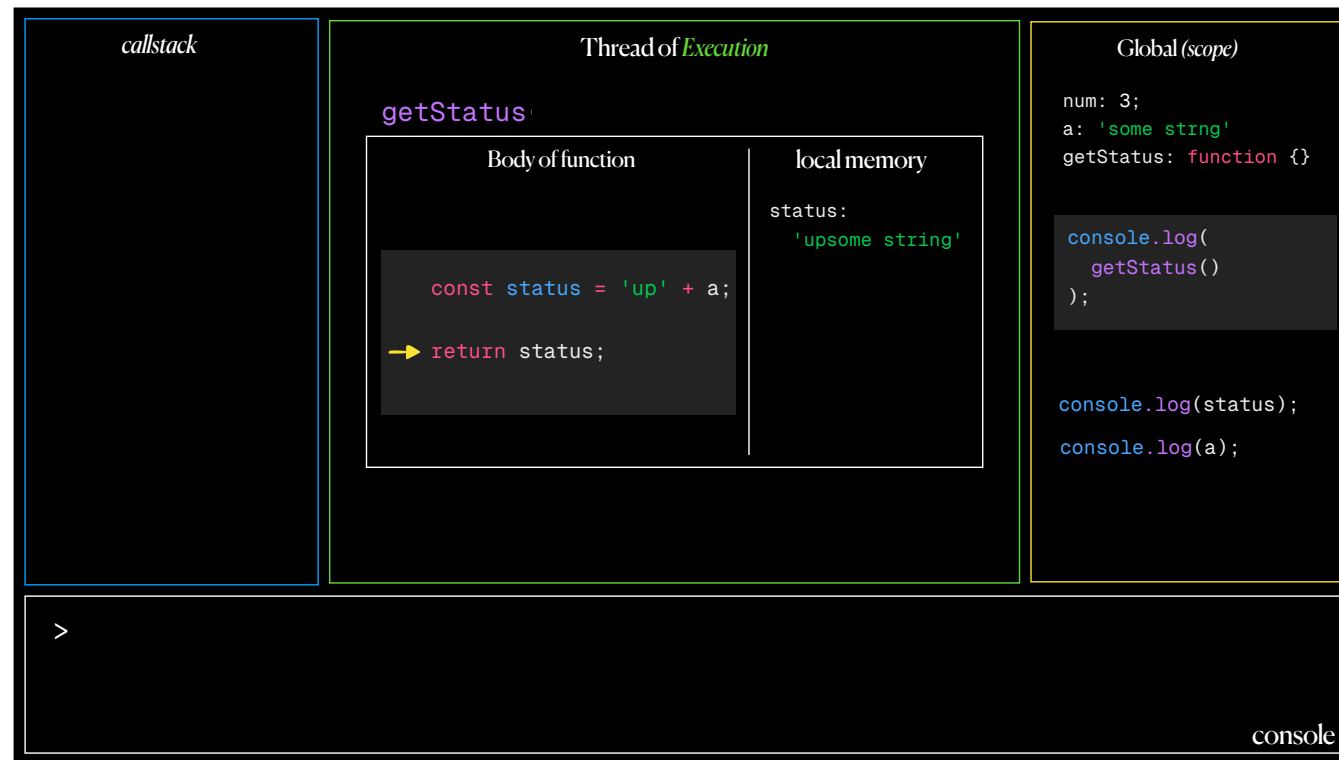 callstack
Thread of Execution
getStatus
Body of function
local memory
const status = 'up' + a;
return status;
status:
'upsome string'
Global (scope)
num: 3;
a: 'some strng'
getStatus: function {}
console.log(
getStatus()
);
console.log(status);
console.log(a);
>
console